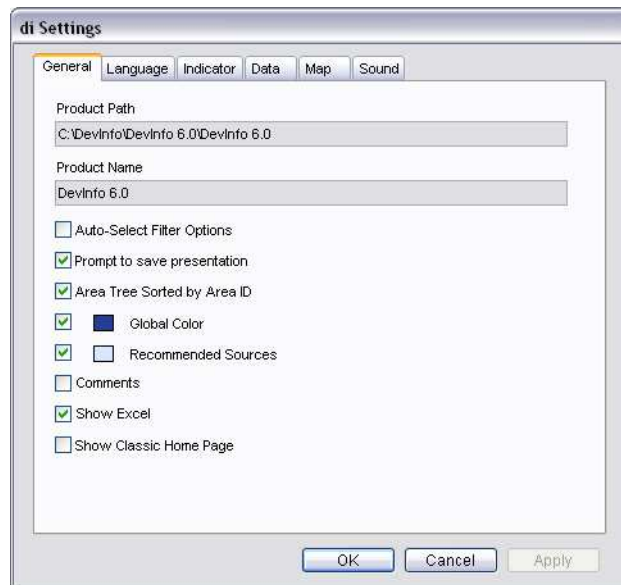 di Settings
General Language Indicator Data Map Sound
Product Path
C:\DevInfo\DevInfo 6.0\DevInfo 6.0
Product Name
DevInfo 6.0
Auto-Select Filter Options
Prompt to save presentation
Area Tree Sorted by Area ID
Global Color
Recommended Sources
Comments
Show Excel
Show Classic Home Page
OK Cancel Apply